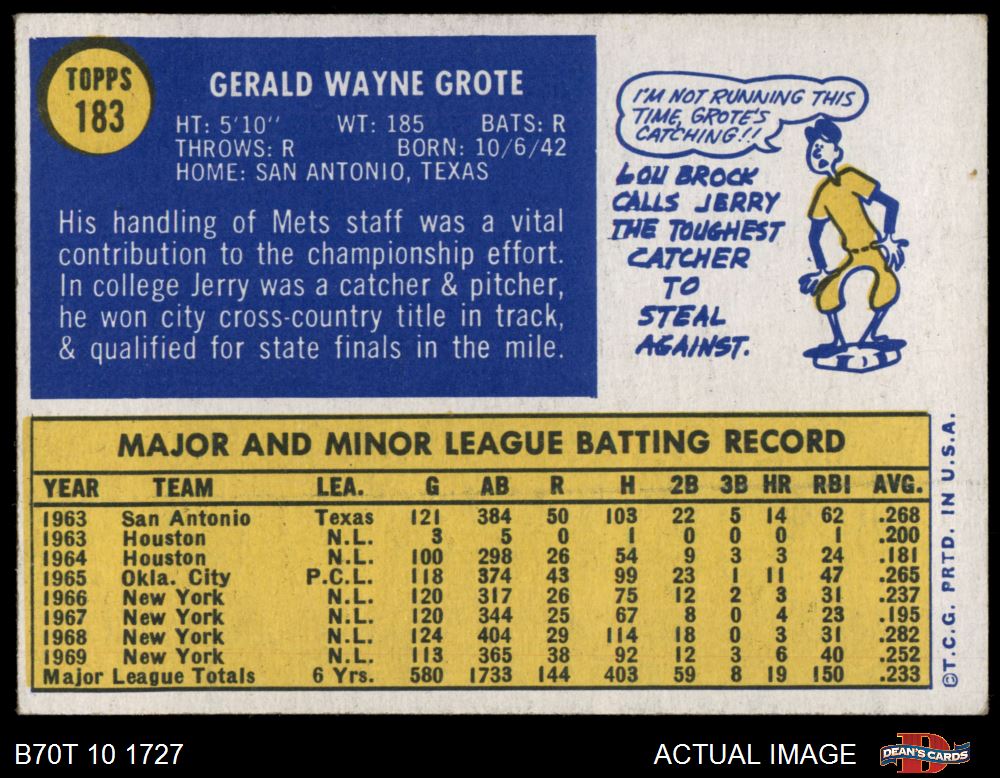 TOPPS
183
GERALD WAYNE GROTE
HT: 5'10" WT: 185 BATS: R
THROWS: R BORN: 10/6/42
HOME: SAN ANTONIO, TEXAS
His handling of Mets staff was a vital
contribution to the championship effort.
In college Jerry was a catcher & pitcher,
he won city cross-country title in track,
& qualified for state finals in the mile.
I'M NOT RUNNING THIS
TIME, GROTE'S
CATCHING!!
LOU BROCK
CALLS JERRY
THE TOUGHEST
CATCHER
TO
STEAL
AGAINST.
MAJOR AND MINOR LEAGUE BATTING RECORD
YEAR TEAM LEA. G AB R H 2B 3B HR RBI AVG.
1963 San Antonio Texas 121 384 50 103 22 5 14 62 .268
1963 Houston N.L. 3 5 0 1 0 0 0 1 .200
1964 Houston N.L. 100 298 26 54 9 3 3 24 .181
1965 Okla. City P.C.L. 118 374 43 99 23 1 11 47 .265
1966 New York N.L. 120 317 26 75 12 2 3 31 .237
1967 New York N.L. 120 344 25 67 8 0 4 23 .195
1968 New York N.L. 124 404 29 114 18 0 3 31 .282
1969 New York N.L. 113 365 38 92 12 3 6 40 .252
Major League Totals 6 Yrs. 580 1733 144 403 59 8 19 150 .233
©T.C.G. PRTD. IN U.S.A.
B70T 10 1727
ACTUAL IMAGE
DEAN'S CARDS